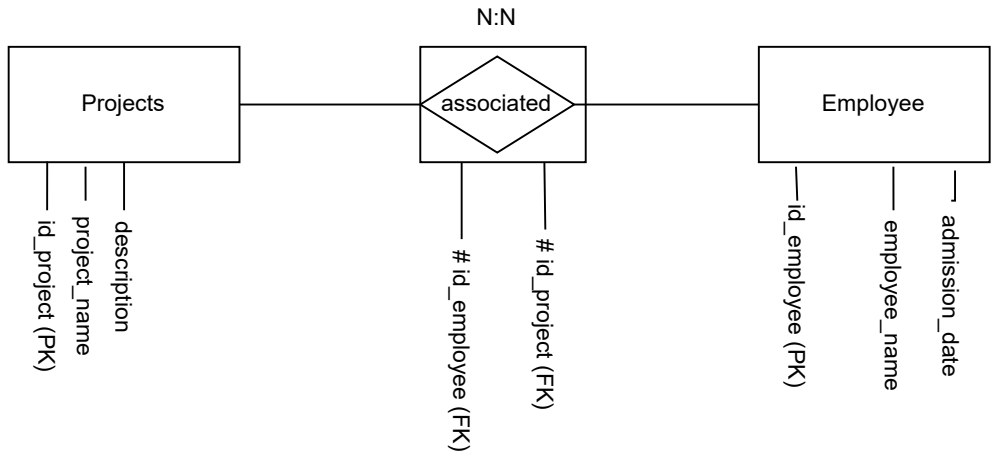 N:N
Projects
associated
Employee
id_project (PK)
project_name
description
# id_employee (FK)
# id_project (FK)
id_employee (PK)
employee_name
admission_date